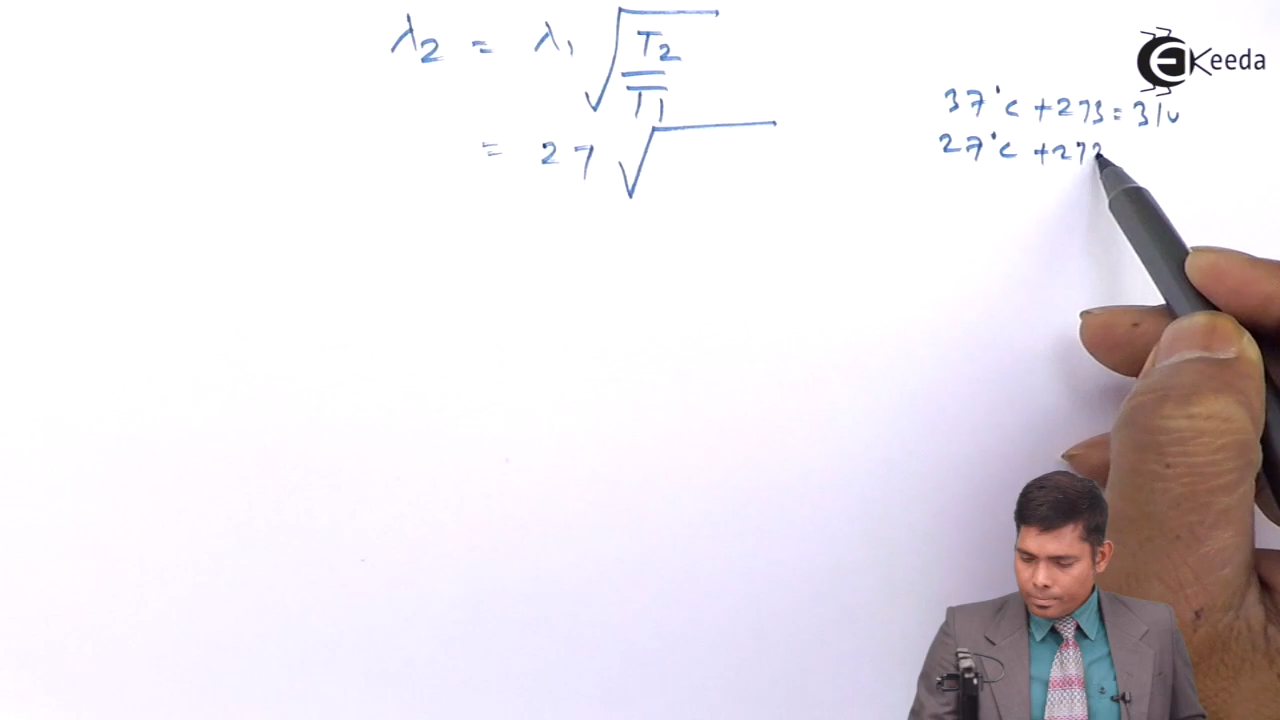 λ₂ = λ₁ √(T₂/T₁)
= 27 √
37°c + 273 = 310
27°c + 273
EKeeda